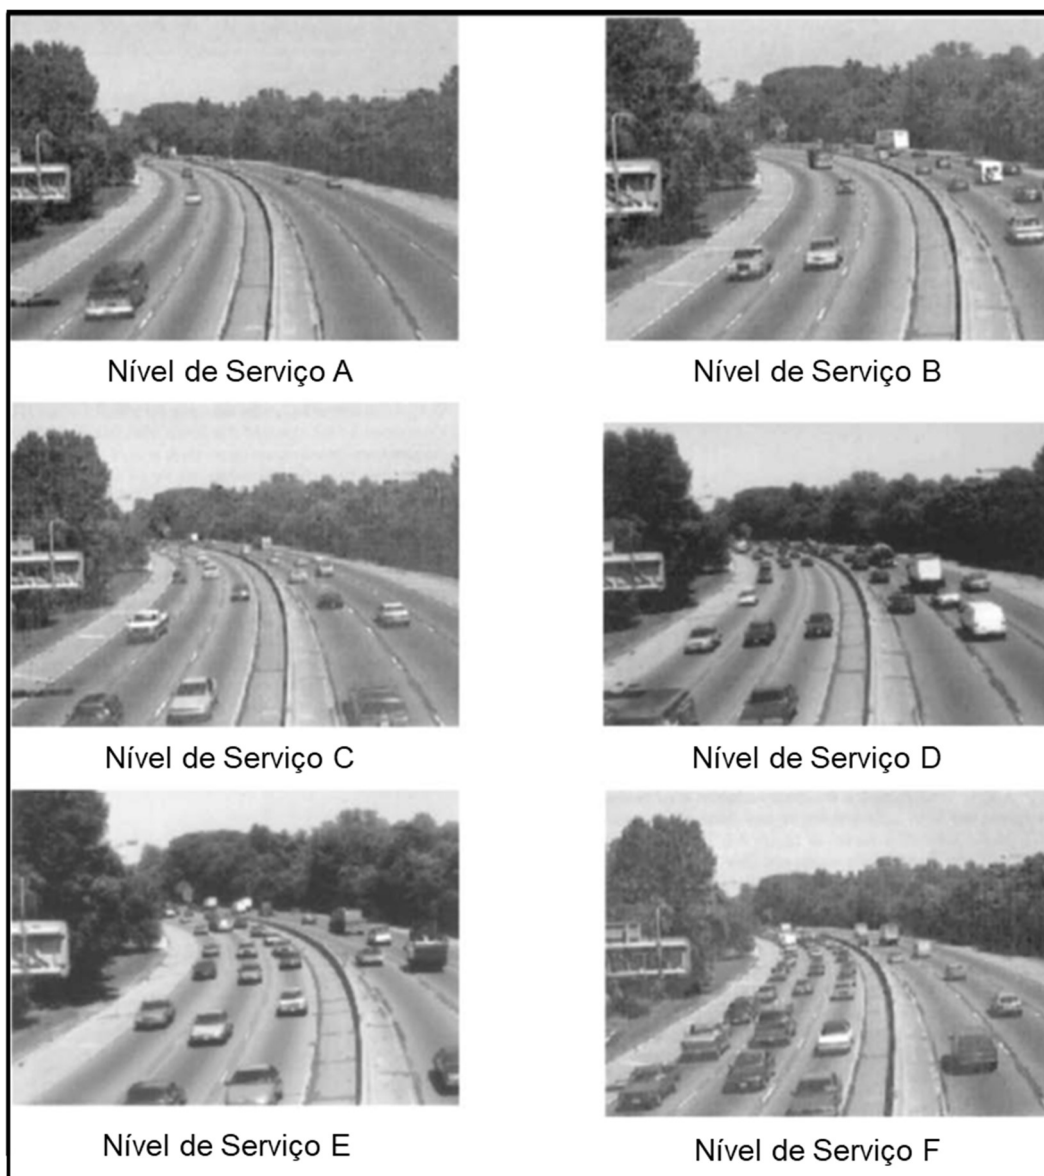 Nível de Serviço A
Nível de Serviço B
Nível de Serviço C
Nível de Serviço D
Nível de Serviço E
Nível de Serviço F